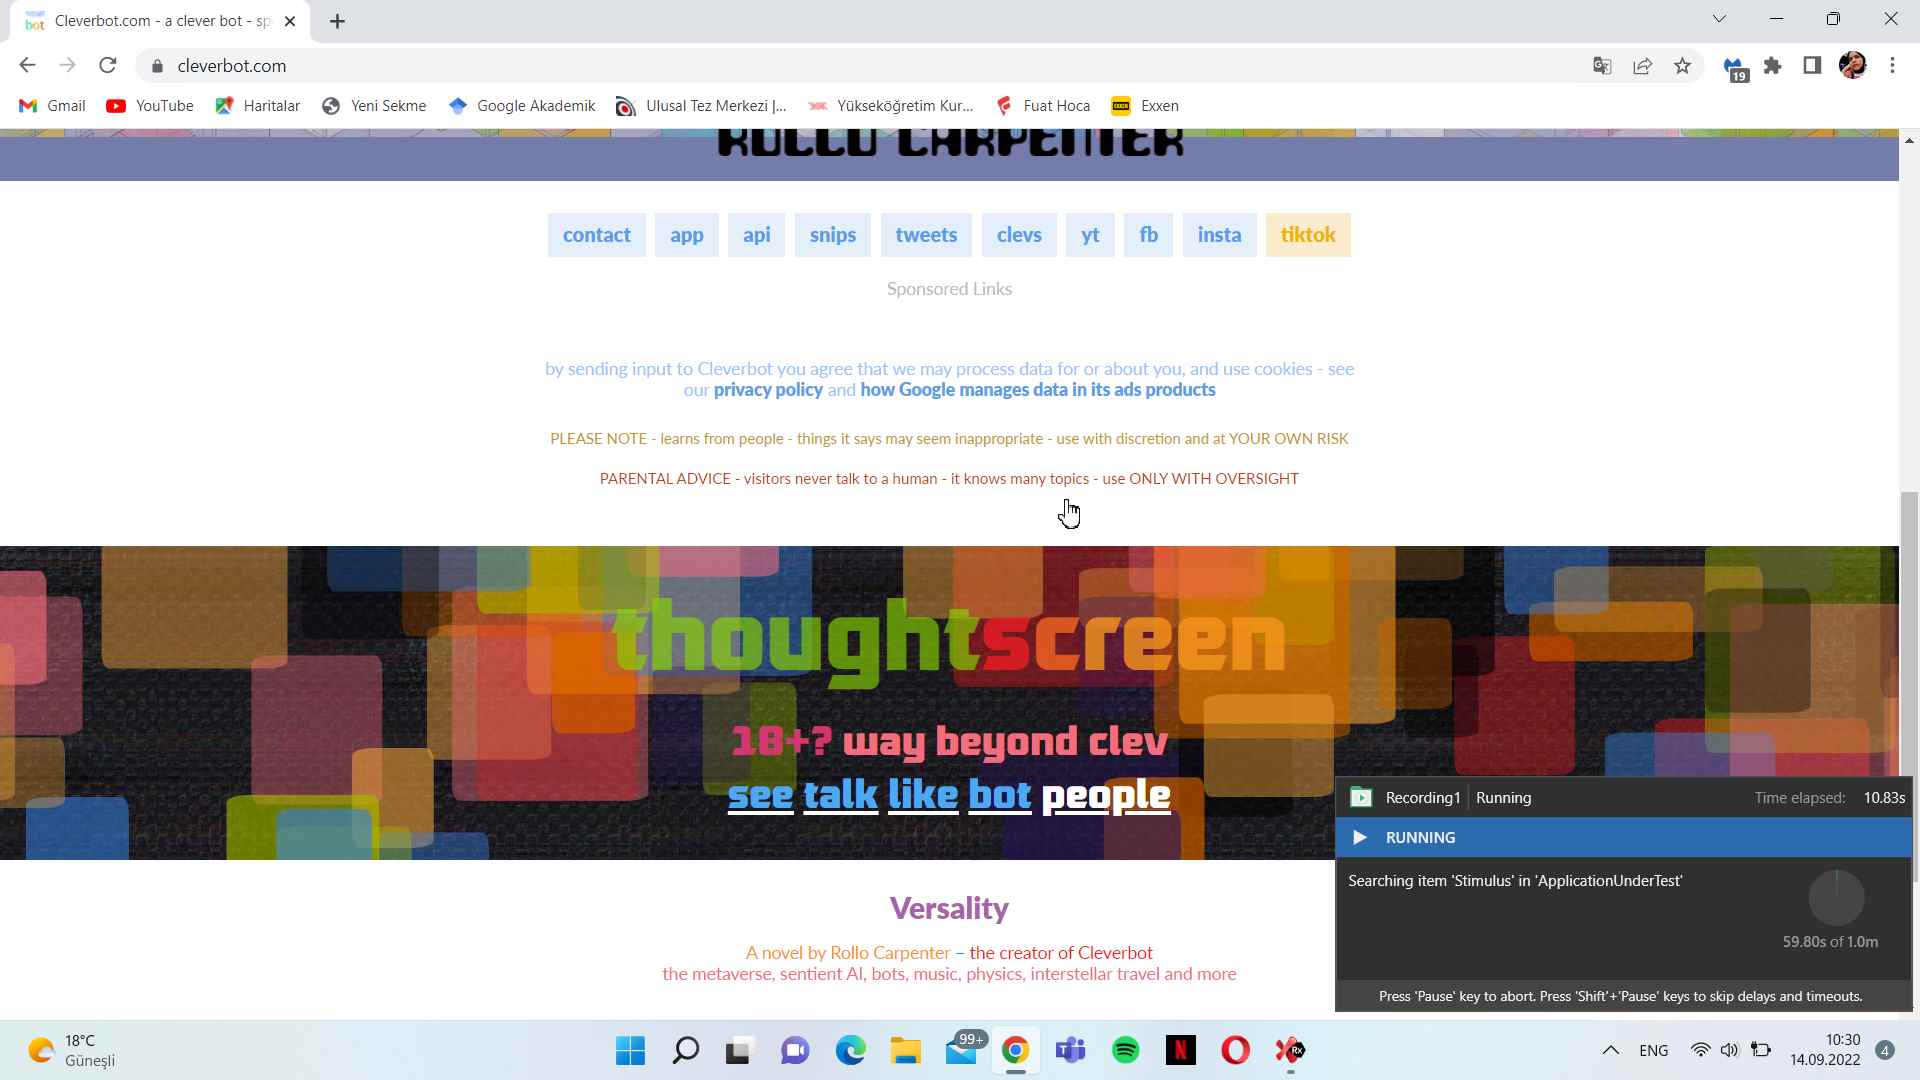 Cleverbot.com - a clever bot - sp
cleverbot.com
19
Gmail
YouTube
Haritalar
Yeni Sekme
Google Akademik
Ulusal Tez Merkezi |...
Yükseköğretim Kur...
Fuat Hoca
Exxen
ROLLO CARPENTER
contact
app
api
snips
tweets
clevs
yt
fb
insta
tiktok
Sponsored Links
by sending input to Cleverbot you agree that we may process data for or about you, and use cookies - see
our privacy policy and how Google manages data in its ads products
PLEASE NOTE - learns from people - things it says may seem inappropriate - use with discretion and at YOUR OWN RISK
PARENTAL ADVICE - visitors never talk to a human - it knows many topics - use ONLY WITH OVERSIGHT
thoughtscreen
18+? way beyond clev
see talk like bot people
Versality
A novel by Rollo Carpenter – the creator of Cleverbot
the metaverse, sentient AI, bots, music, physics, interstellar travel and more
Recording1 Running
Time elapsed: 10.83s
RUNNING
Searching item 'Stimulus' in 'ApplicationUnderTest'
59.80s of 1.0m
Press 'Pause' key to abort. Press 'Shift'+'Pause' keys to skip delays and timeouts.
18°C
Güneşli
99+
ENG
10:30
14.09.2022
4